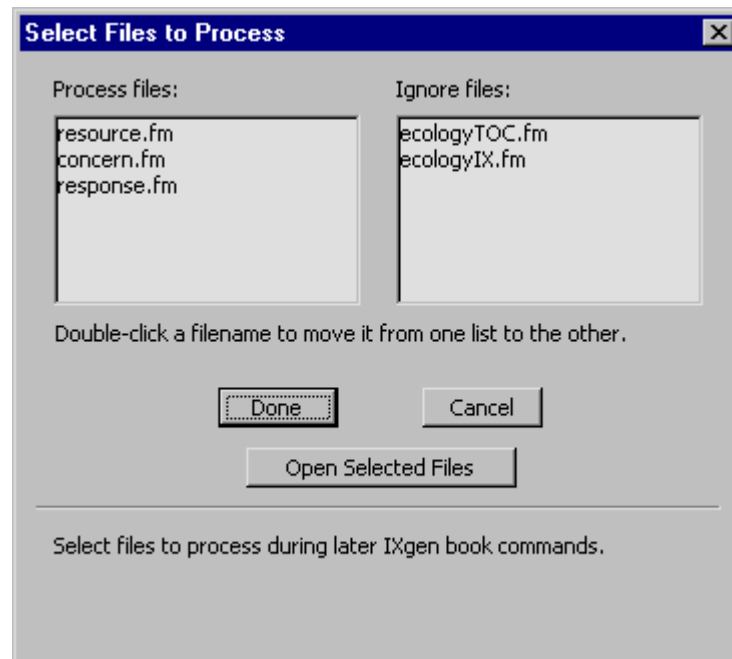 Select Files to Process
Process files:
Ignore files:
resource.fm
concern.fm
response.fm
ecologyTOC.fm
ecologyIX.fm
Double-click a filename to move it from one list to the other.
Done
Cancel
Open Selected Files
Select files to process during later IXgen book commands.